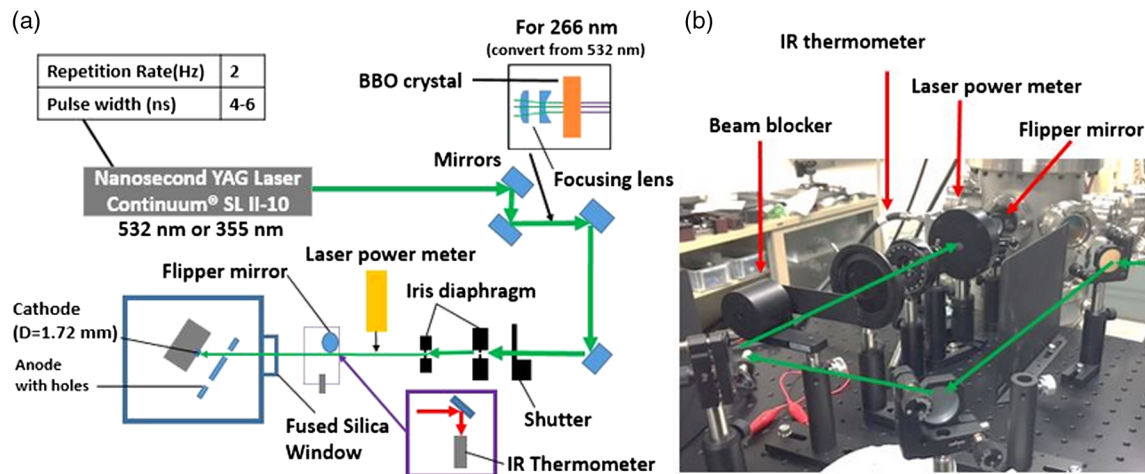 (a)
For 266 nm
(convert from 532 nm)
BBO crystal
Repetition Rate(Hz) 2
Pulse width (ns) 4-6
Mirrors
Focusing lens
Nanosecond YAG Laser
Continuum® SL II-10
532 nm or 355 nm
Laser power meter
Flipper mirror
Iris diaphragm
Cathode
(D=1.72 mm)
Anode
with holes
Shutter
Fused Silica
Window
IR Thermometer
(b)
IR thermometer
Laser power meter
Beam blocker
Flipper mirror